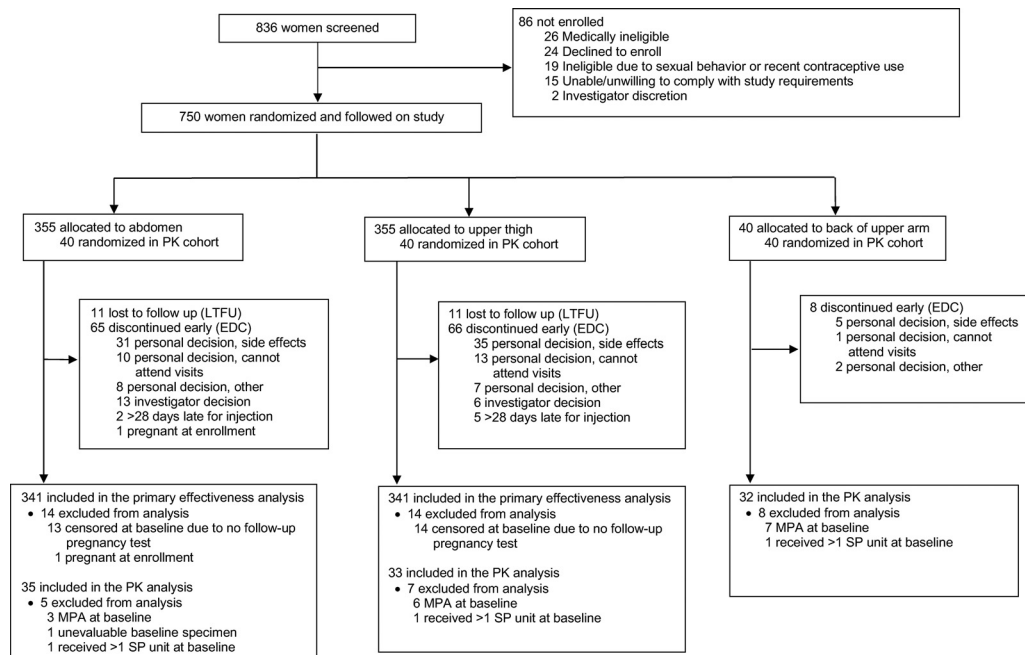 836 women screened
86 not enrolled
26 Medically ineligible
24 Declined to enroll
19 Ineligible due to sexual behavior or recent contraceptive use
15 Unable/unwilling to comply with study requirements
2 Investigator discretion
750 women randomized and followed on study
355 allocated to abdomen
40 randomized in PK cohort
355 allocated to upper thigh
40 randomized in PK cohort
40 allocated to back of upper arm
40 randomized in PK cohort
11 lost to follow up (LTFU)
65 discontinued early (EDC)
31 personal decision, side effects
10 personal decision, cannot
attend visits
8 personal decision, other
13 investigator decision
2 >28 days late for injection
1 pregnant at enrollment
11 lost to follow up (LTFU)
66 discontinued early (EDC)
35 personal decision, side effects
13 personal decision, cannot
attend visits
7 personal decision, other
6 investigator decision
5 >28 days late for injection
8 discontinued early (EDC)
5 personal decision, side effects
1 personal decision, cannot
attend visits
2 personal decision, other
341 included in the primary effectiveness analysis
• 14 excluded from analysis
13 censored at baseline due to no follow-up
pregnancy test
1 pregnant at enrollment
35 included in the PK analysis
• 5 excluded from analysis
3 MPA at baseline
1 unevaluable baseline specimen
1 received >1 SP unit at baseline
341 included in the primary effectiveness analysis
• 14 excluded from analysis
14 censored at baseline due to no follow-up
pregnancy test
33 included in the PK analysis
• 7 excluded from analysis
6 MPA at baseline
1 received >1 SP unit at baseline
32 included in the PK analysis
• 8 excluded from analysis
7 MPA at baseline
1 received >1 SP unit at baseline